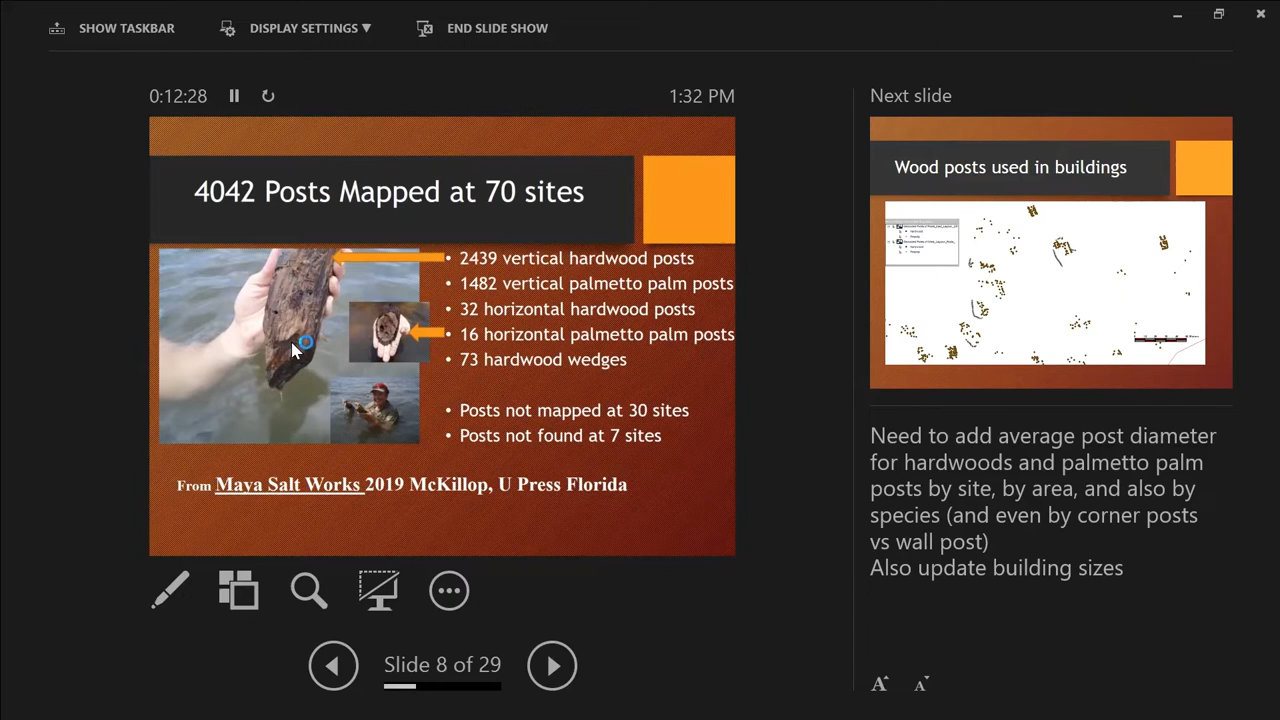 SHOW TASKBAR
DISPLAY SETTINGS ▼
END SLIDE SHOW
0:12:28
1:32 PM
4042 Posts Mapped at 70 sites
• 2439 vertical hardwood posts
• 1482 vertical palmetto palm posts
• 32 horizontal hardwood posts
• 16 horizontal palmetto palm posts
• 73 hardwood wedges
• Posts not mapped at 30 sites
• Posts not found at 7 sites
From Maya Salt Works 2019 McKillop, U Press Florida
Slide 8 of 29
Next slide
Wood posts used in buildings
Need to add average post diameter
for hardwoods and palmetto palm
posts by site, by area, and also by
species (and even by corner posts
vs wall post)
Also update building sizes
A A